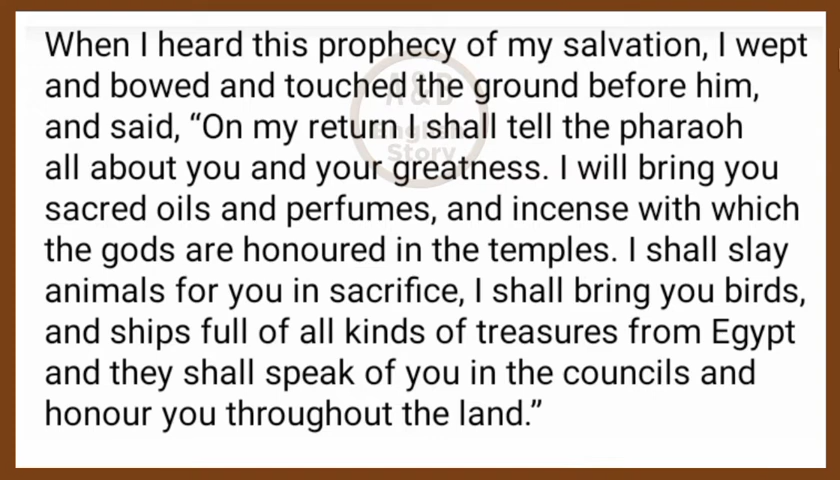 When I heard this prophecy of my salvation, I wept
and bowed and touched the ground before him,
and said, “On my return I shall tell the pharaoh
all about you and your greatness. I will bring you
sacred oils and perfumes, and incense with which
the gods are honoured in the temples. I shall slay
animals for you in sacrifice, I shall bring you birds,
and ships full of all kinds of treasures from Egypt
and they shall speak of you in the councils and
honour you throughout the land.”
A&D
English
Story